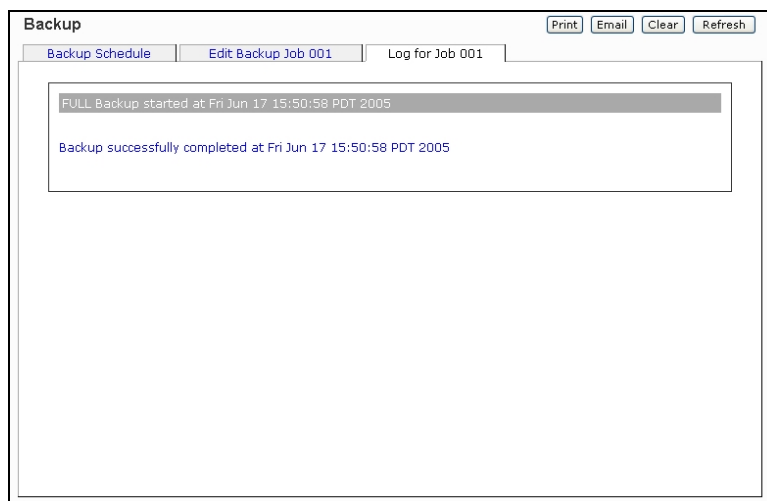 Backup
Print Email Clear Refresh
Backup Schedule Edit Backup Job 001 Log for Job 001
FULL Backup started at Fri Jun 17 15:50:58 PDT 2005
Backup successfully completed at Fri Jun 17 15:50:58 PDT 2005